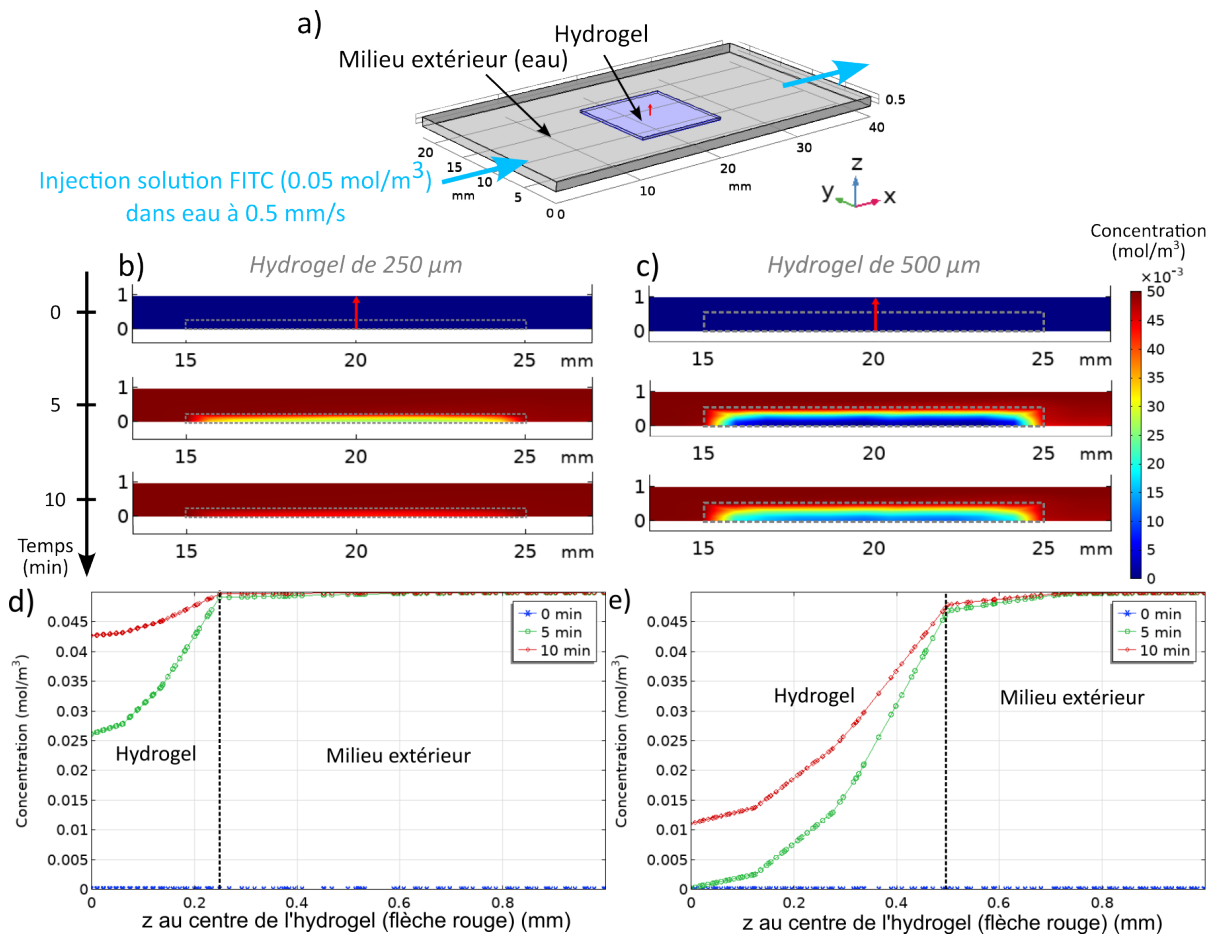 a)
Hydrogel
Milieu extérieur (eau)
0.5
40
30
20
mm
10
0
0
5
10
15
20
mm
Injection solution FITC (0.05 mol/m³)
dans eau à 0.5 mm/s
z
y
x
b)
Hydrogel de 250 µm
c)
Hydrogel de 500 µm
Concentration
(mol/m³)
×10⁻³
50
45
40
35
30
25
20
15
10
5
0
0
1
0
15
20
25
mm
1
0
15
20
25
mm
5
1
0
15
20
25
mm
1
0
15
20
25
mm
10
1
0
15
20
25
mm
1
0
15
20
25
mm
Temps
(min)
d)
Concentration (mol/m³)
0.045
0.04
0.035
0.03
0.025
0.02
0.015
0.01
0.005
0
0 min
5 min
10 min
Hydrogel
Milieu extérieur
0
0.2
0.4
0.6
0.8
z au centre de l'hydrogel (flèche rouge) (mm)
e)
Concentration (mol/m³)
0.045
0.04
0.035
0.03
0.025
0.02
0.015
0.01
0.005
0
0 min
5 min
10 min
Hydrogel
Milieu extérieur
0
0.2
0.4
0.6
0.8
z au centre de l'hydrogel (flèche rouge) (mm)